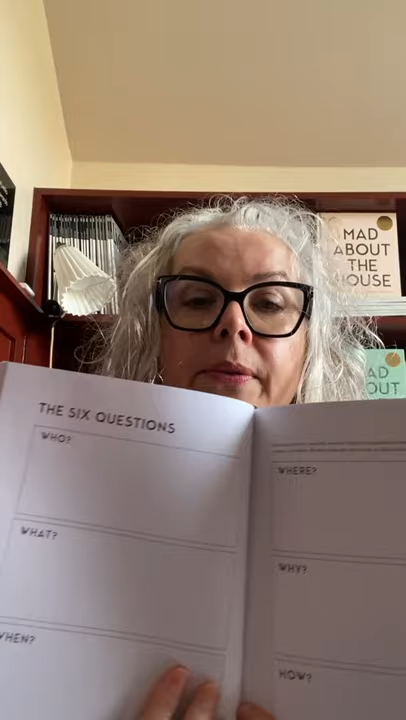 MAD
ABOUT
THE
HOUSE
AD
OUT
THE SIX QUESTIONS
WHO?
WHAT?
WHEN?
WHERE?
WHY?
HOW?